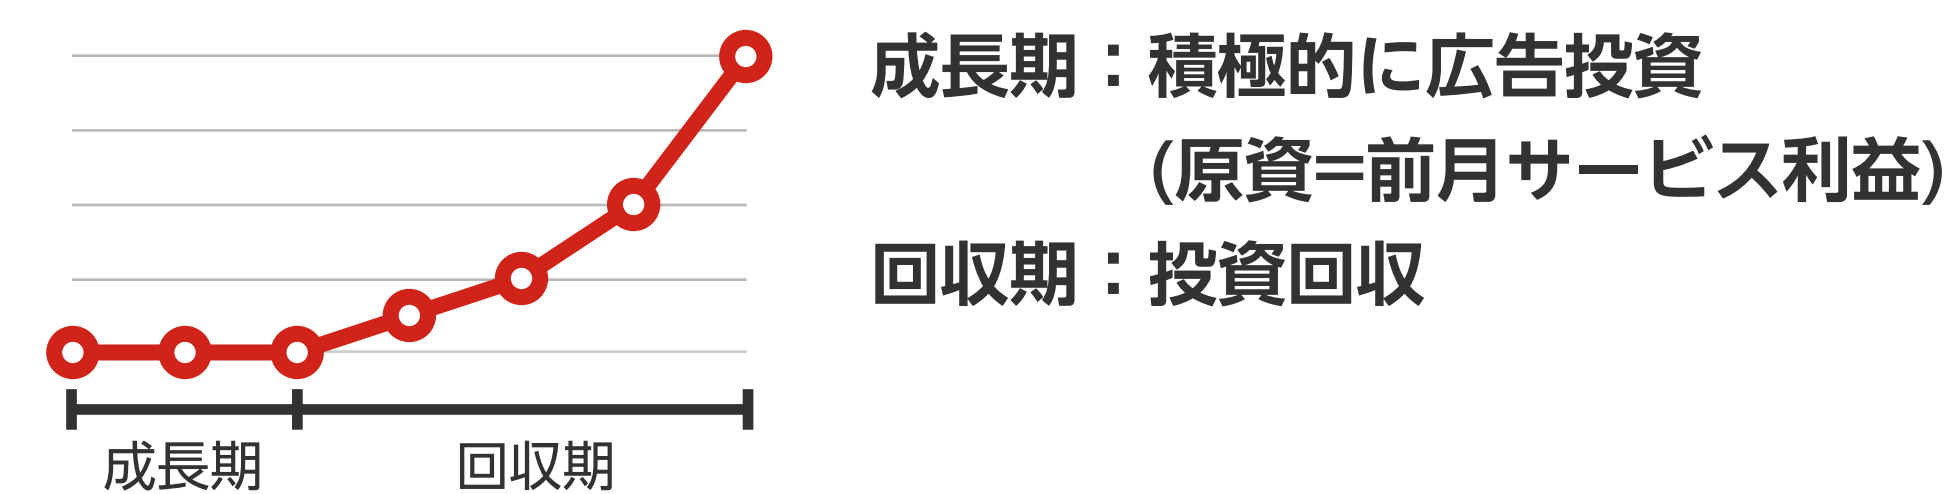 成長期：積極的に広告投資
(原資=前月サービス利益)
回収期：投資回収
成長期
回収期